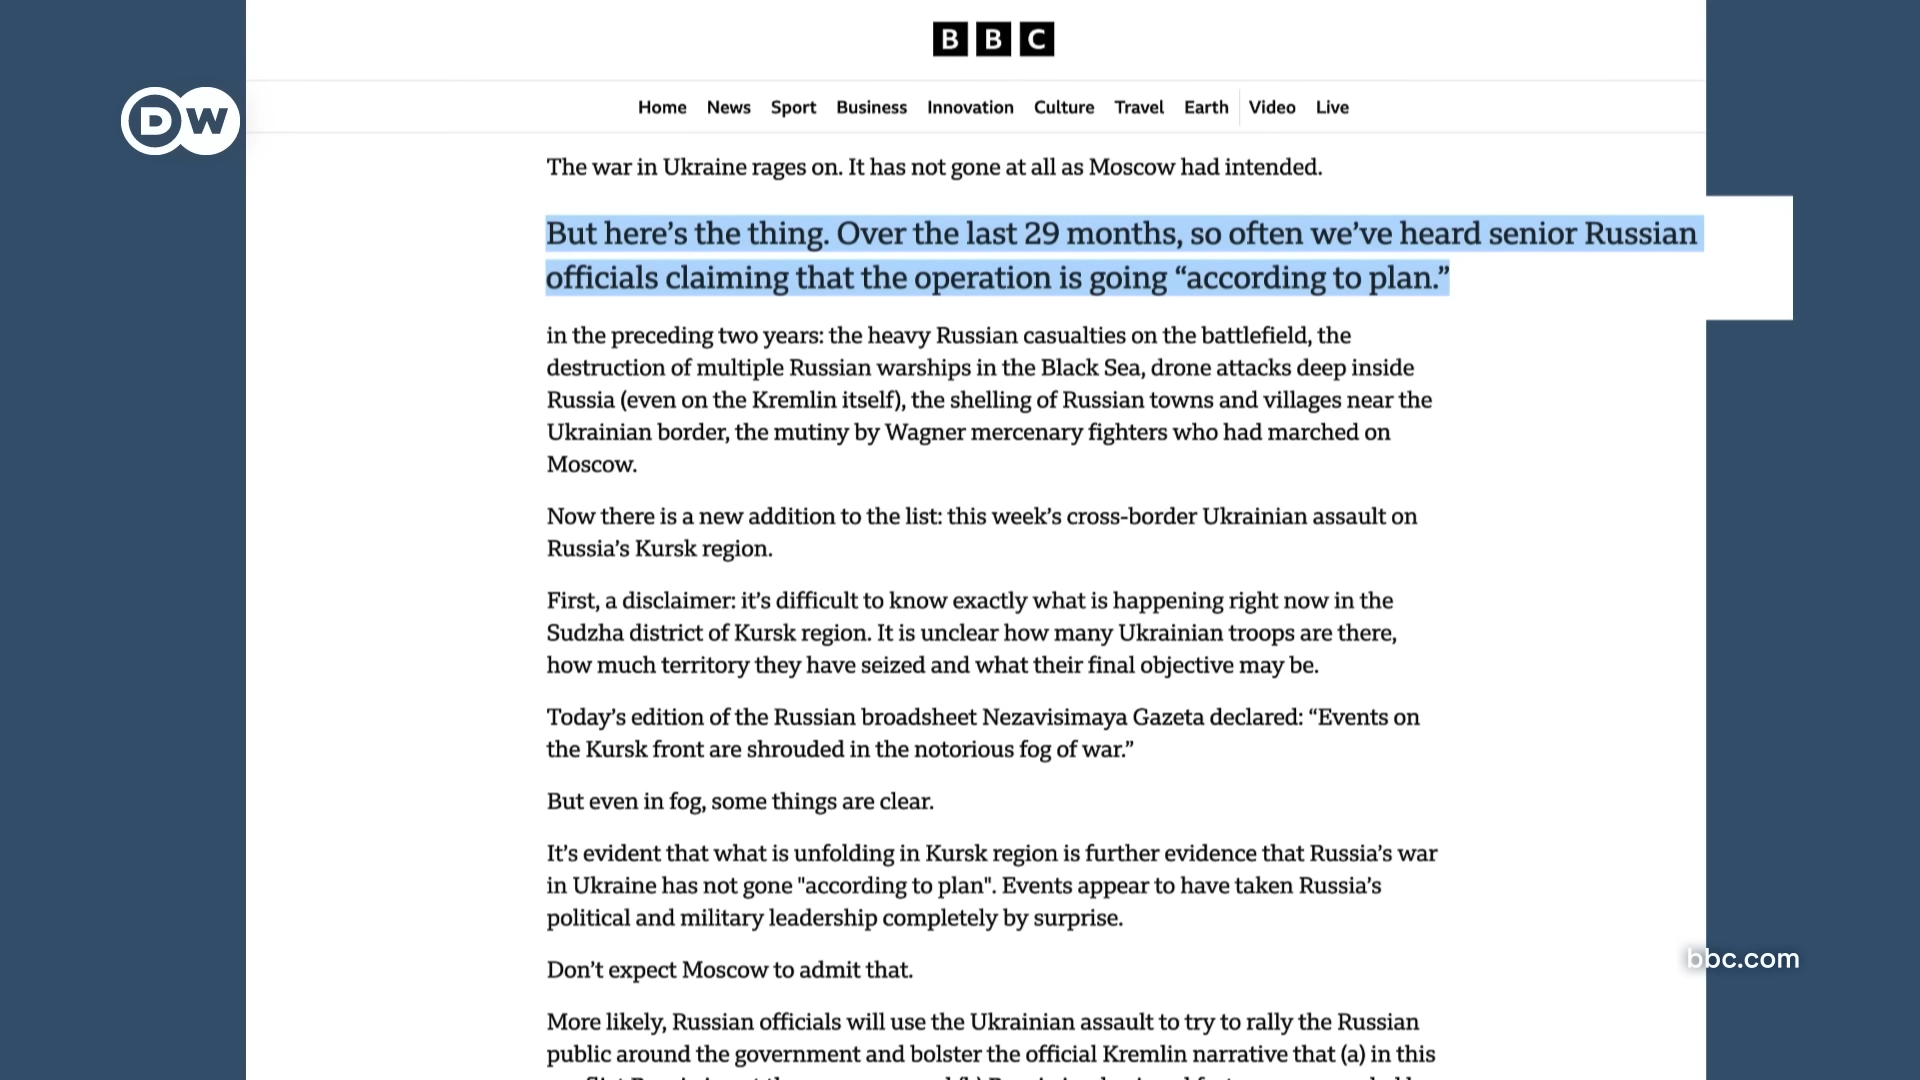 BBC
DW
Home News Sport Business Innovation Culture Travel Earth Video Live
The war in Ukraine rages on. It has not gone at all as Moscow had intended.
But here’s the thing. Over the last 29 months, so often we’ve heard senior Russian
officials claiming that the operation is going “according to plan.”
in the preceding two years: the heavy Russian casualties on the battlefield, the
destruction of multiple Russian warships in the Black Sea, drone attacks deep inside
Russia (even on the Kremlin itself), the shelling of Russian towns and villages near the
Ukrainian border, the mutiny by Wagner mercenary fighters who had marched on
Moscow.
Now there is a new addition to the list: this week’s cross-border Ukrainian assault on
Russia’s Kursk region.
First, a disclaimer: it’s difficult to know exactly what is happening right now in the
Sudzha district of Kursk region. It is unclear how many Ukrainian troops are there,
how much territory they have seized and what their final objective may be.
Today’s edition of the Russian broadsheet Nezavisimaya Gazeta declared: “Events on
the Kursk front are shrouded in the notorious fog of war.”
But even in fog, some things are clear.
It’s evident that what is unfolding in Kursk region is further evidence that Russia’s war
in Ukraine has not gone "according to plan". Events appear to have taken Russia’s
political and military leadership completely by surprise.
bbc.com
Don’t expect Moscow to admit that.
More likely, Russian officials will use the Ukrainian assault to try to rally the Russian
public around the government and bolster the official Kremlin narrative that (a) in this